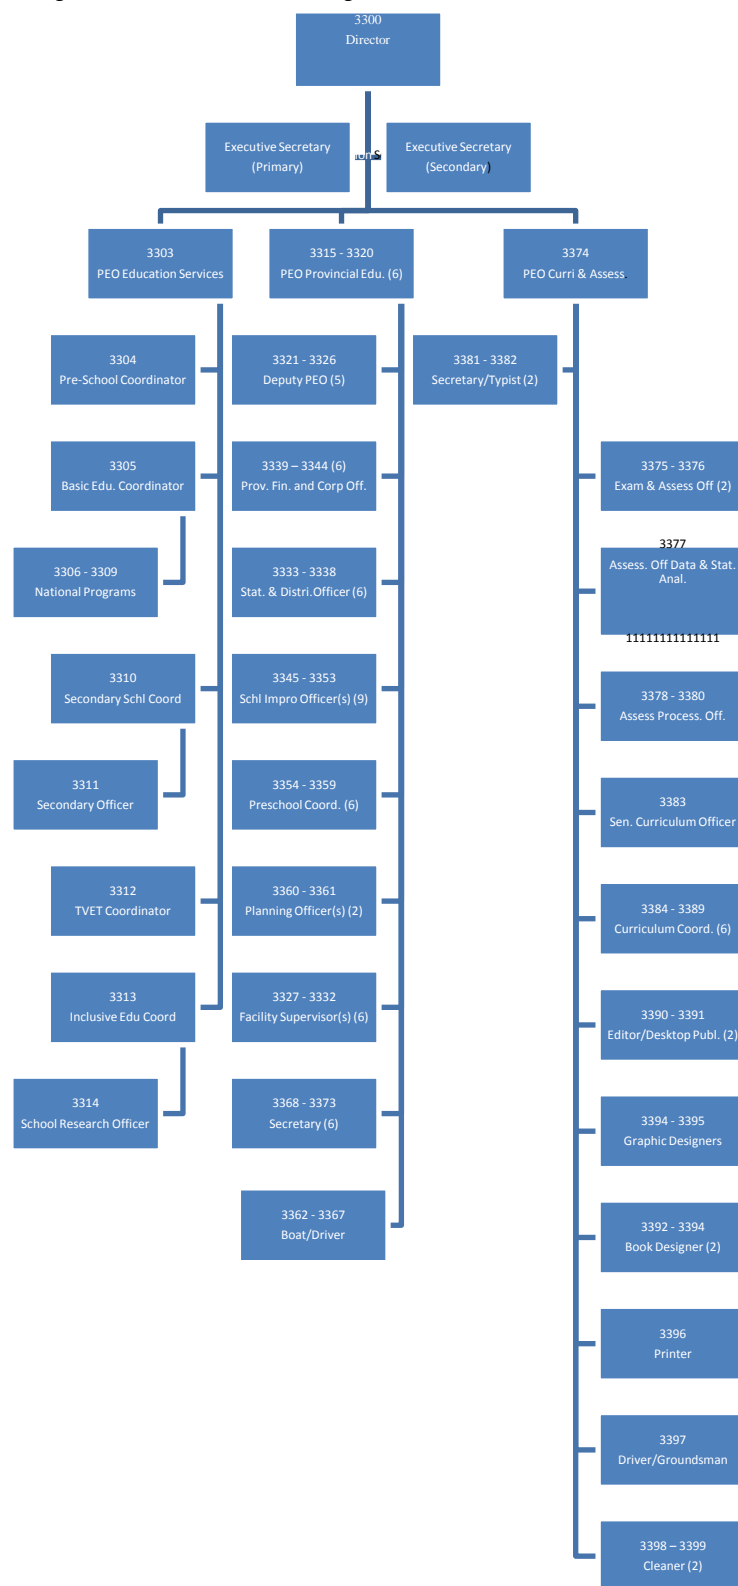 3300
Director
Executive Secretary
(Primary)
Executive Secretary
(Secondary)
3303
PEO Education Services
3315 - 3320
PEO Provincial Edu. (6)
3374
PEO Curri & Assess.
3304
Pre-School Coordinator
3305
Basic Edu. Coordinator
3306 - 3309
National Programs
3310
Secondary Schl Coord
3311
Secondary Officer
3312
TVET Coordinator
3313
Inclusive Edu Coord
3314
School Research Officer
3321 - 3326
Deputy PEO (5)
3339 – 3344 (6)
Prov. Fin. and Corp Off.
3333 - 3338
Stat. & Distri.Officer (6)
3345 - 3353
Schl Impro Officer(s) (9)
3354 - 3359
Preschool Coord. (6)
3360 - 3361
Planning Officer(s) (2)
3327 - 3332
Facility Supervisor(s) (6)
3368 - 3373
Secretary (6)
3362 - 3367
Boat/Driver
3381 - 3382
Secretary/Typist (2)
3375 - 3376
Exam & Assess Off (2)
3377
Assess. Off Data & Stat.
Anal.
11111111111111
3378 - 3380
Assess Process. Off.
3383
Sen. Curriculum Officer
3384 - 3389
Curriculum Coord. (6)
3390 - 3391
Editor/Desktop Publ. (2)
3394 - 3395
Graphic Designers
3392 - 3394
Book Designer (2)
3396
Printer
3397
Driver/Groundsman
3398 – 3399
Cleaner (2)